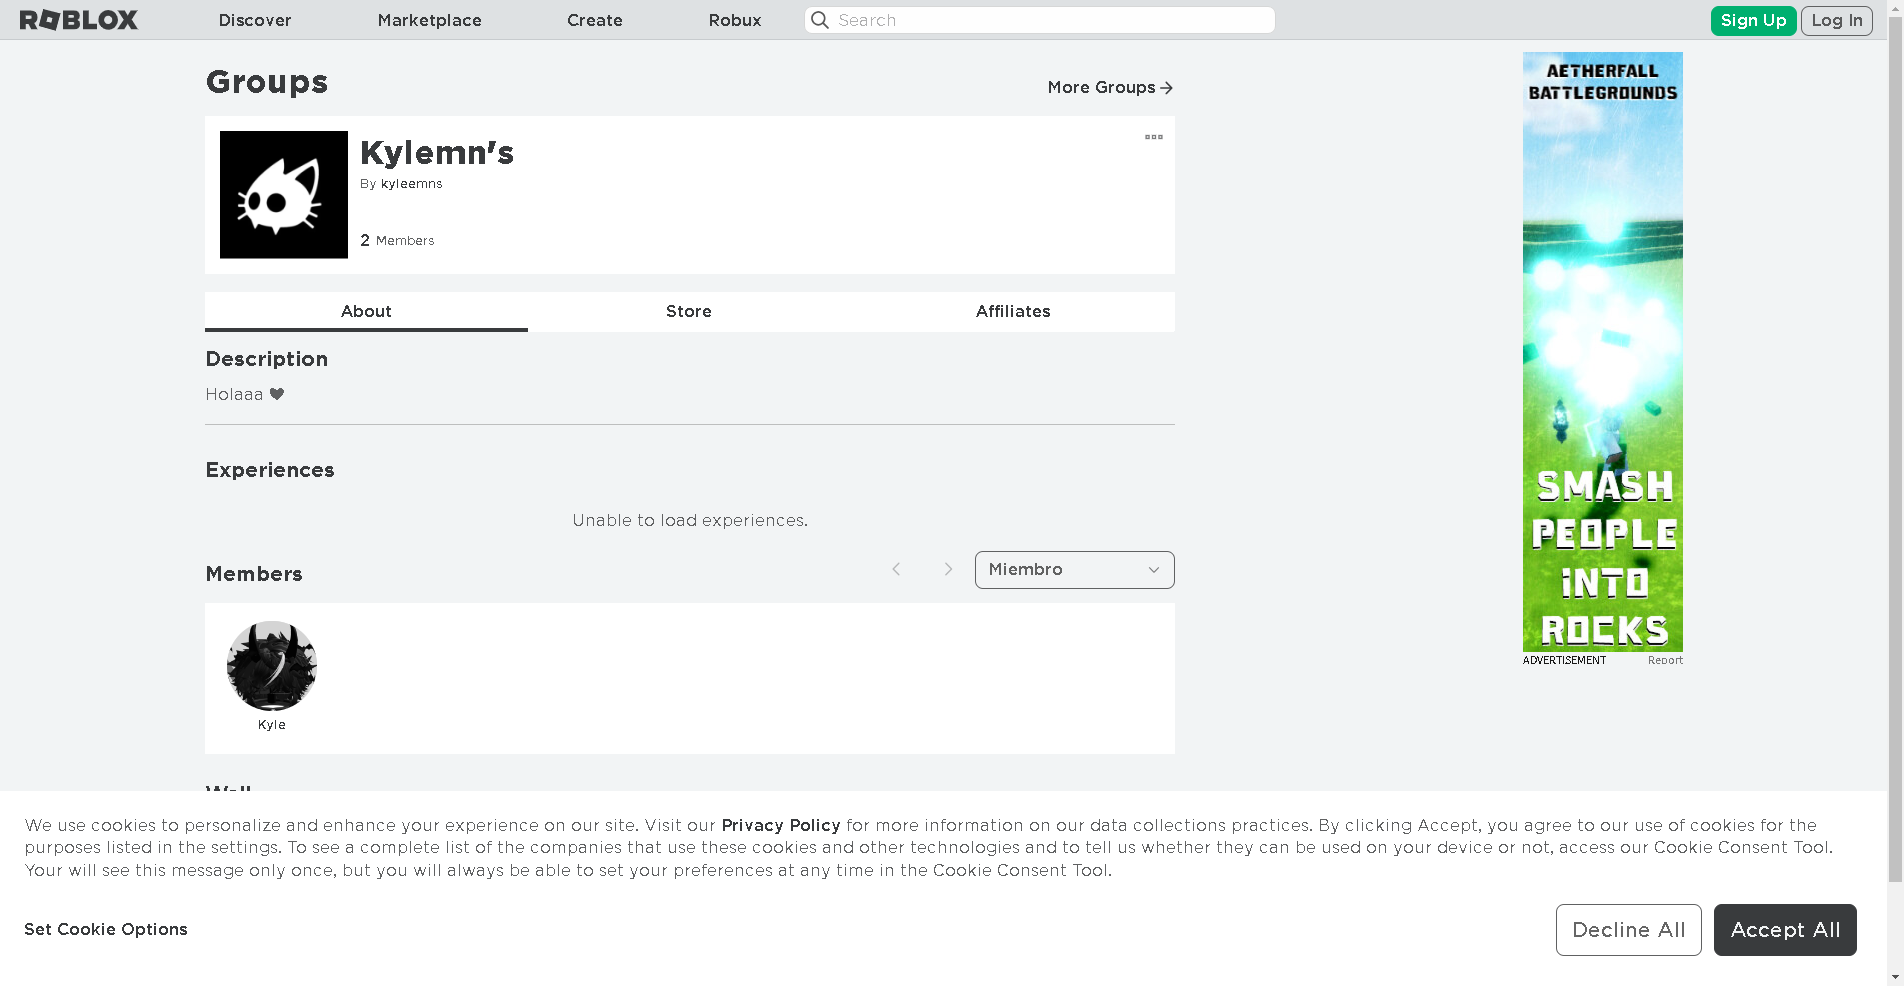 ROBLOX Discover Marketplace Create Robux Search Sign Up Log In
Groups
More Groups
Kylemn's
By kyleemns
2 Members
About Store Affiliates
Description
Holaaa 🖤
Experiences
Unable to load experiences.
Members
Miembro
Kyle
Wall
AETHERFALL
BATTLEGROUNDS
SMASH
PEOPLE
INTO
ROCKS
ADVERTISEMENT Report
We use cookies to personalize and enhance your experience on our site. Visit our Privacy Policy for more information on our data collections practices. By clicking Accept, you agree to our use of cookies for the
purposes listed in the settings. To see a complete list of the companies that use these cookies and other technologies and to tell us whether they can be used on your device or not, access our Cookie Consent Tool.
Your will see this message only once, but you will always be able to set your preferences at any time in the Cookie Consent Tool.
Set Cookie Options
Decline All Accept All